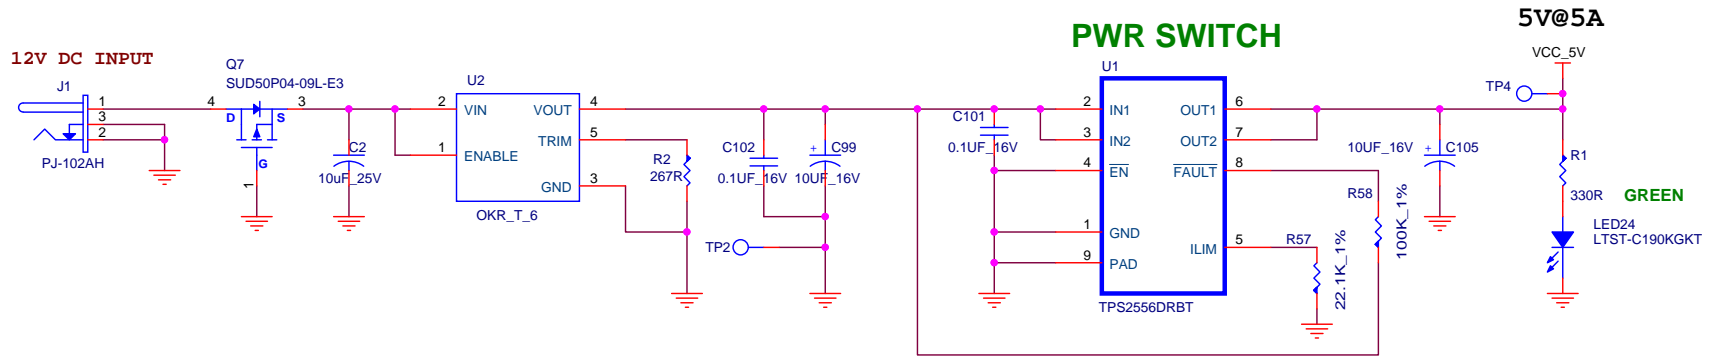 12V DC INPUT
J1
1
3
2
PJ-102AH
Q7
SUD50P04-09L-E3
4
3
D
S
G
1
C2
10uF_25V
U2
2
VIN
VOUT
4
TRIM
5
1
ENABLE
GND
3
OKR_T_6
R2
267R
C102
0.1UF_16V
+
C99
10UF_16V
TP2
PWR SWITCH
U1
C101
0.1UF_16V
2
IN1
OUT1
6
3
IN2
OUT2
7
4
EN
FAULT
8
1
GND
ILIM
5
9
PAD
TPS2556DRBT
R57
22.1K_1%
R58
100K_1%
10UF_16V
+
C105
5V@5A
VCC_5V
TP4
R1
330R
GREEN
LED24
LTST-C190KGKT